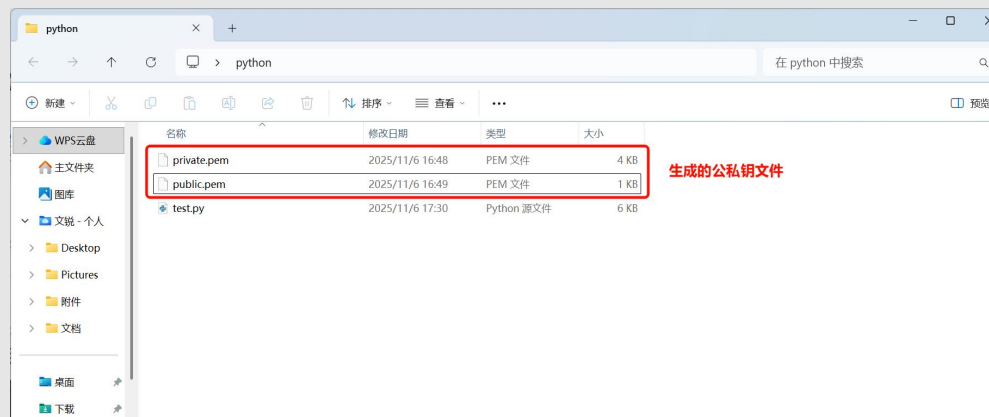 python
python
在 python 中搜索
新建
排序
查看
预览
名称 修改日期 类型 大小
WPS云盘
主文件夹
图库
文锐 - 个人
Desktop
Pictures
附件
文档
桌面
下载
private.pem 2025/11/6 16:48 PEM 文件 4 KB
public.pem 2025/11/6 16:49 PEM 文件 1 KB
test.py 2025/11/6 17:30 Python 源文件 6 KB
生成的公私钥文件